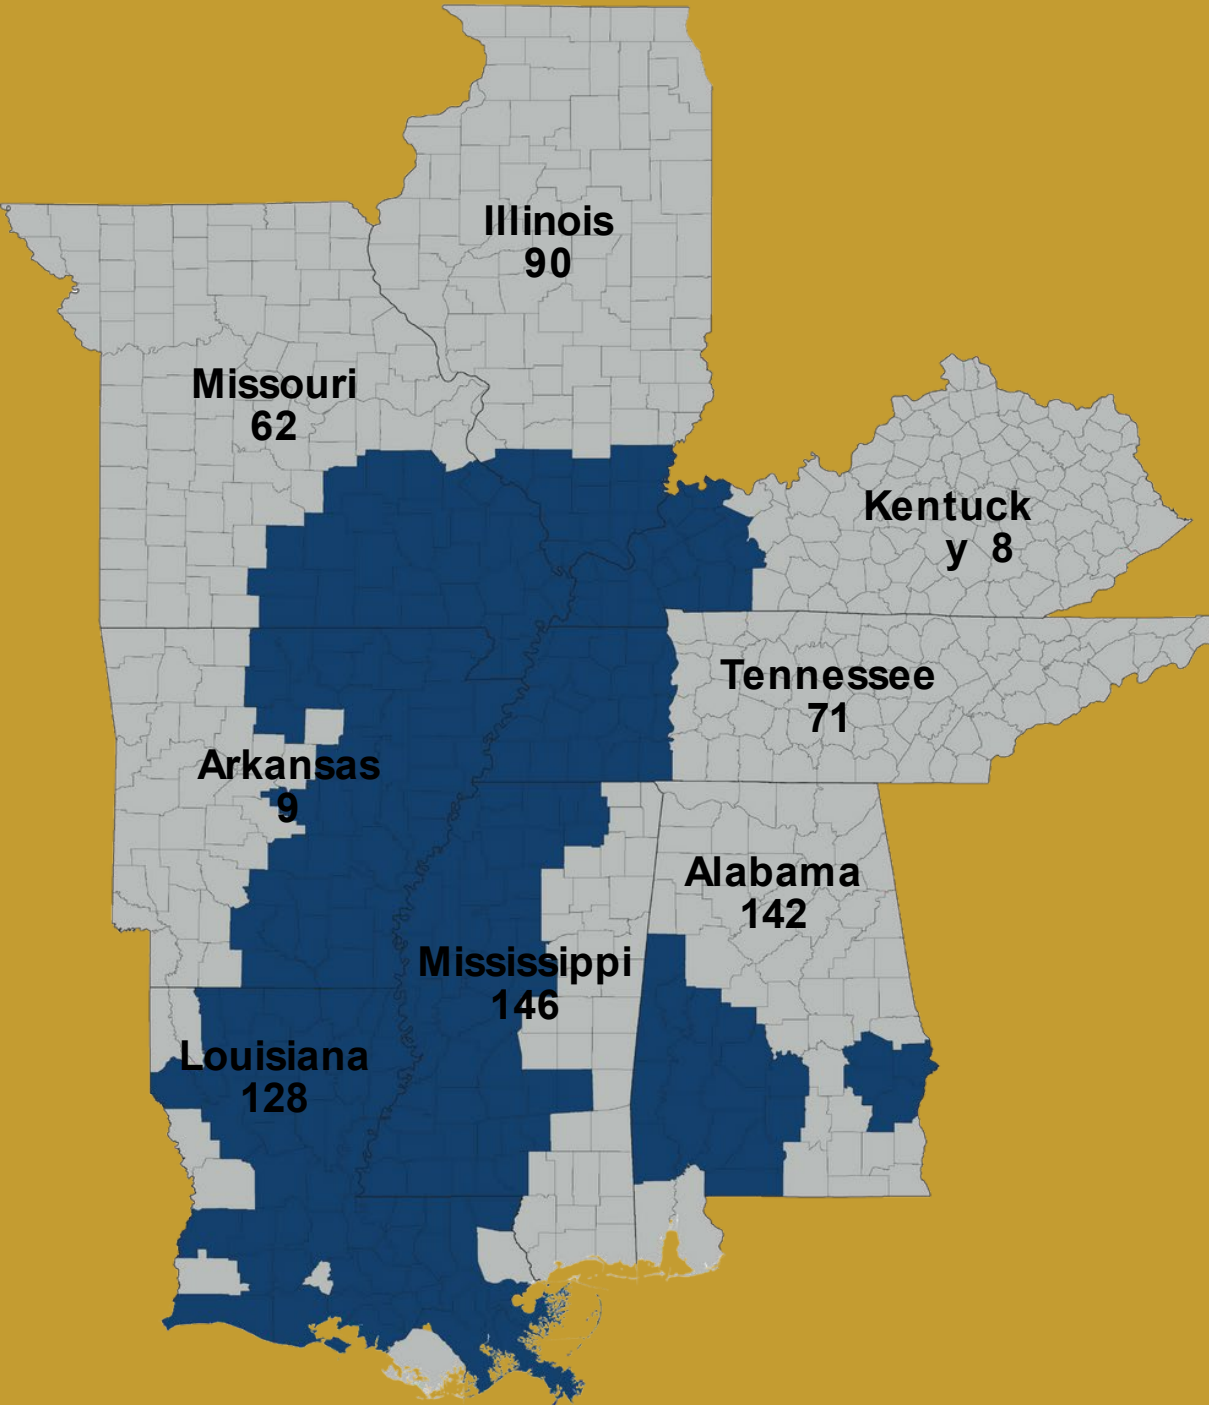 Illinois
90
Missouri
62
Kentuck
y 8
Tennessee
71
Arkansas
9
Alabama
142
Mississippi
146
Louisiana
128